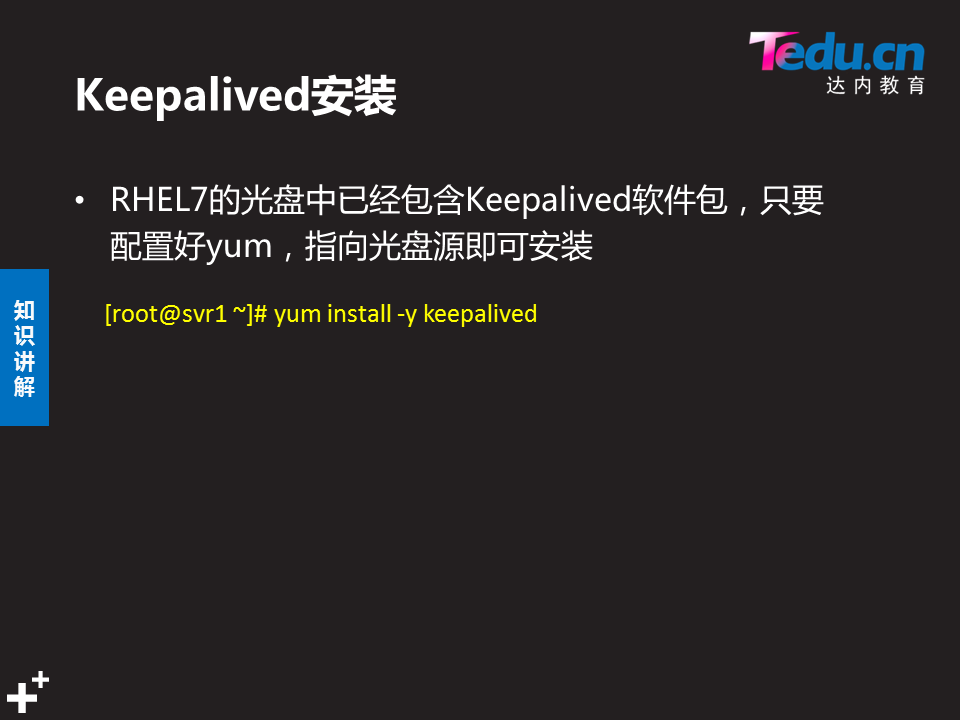 Tedu.cn
达内教育
Keepalived安装
• RHEL7的光盘中已经包含Keepalived软件包，只要
配置好yum，指向光盘源即可安装
[root@svr1 ~]# yum install -y keepalived
知
识
讲
解